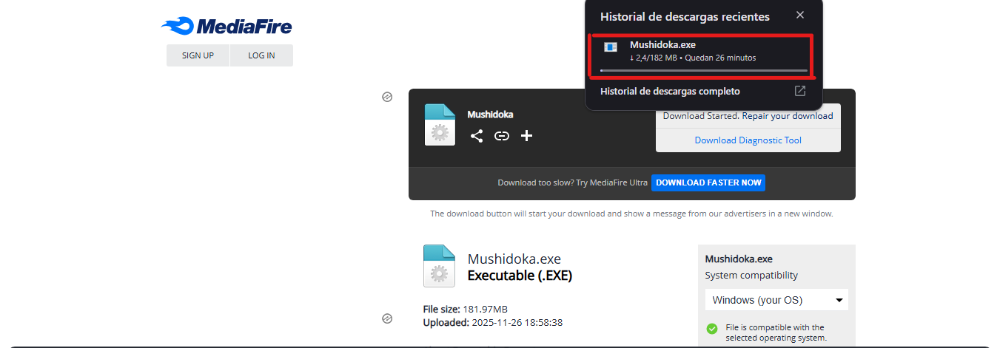 MediaFire
SIGN UP
LOG IN
Historial de descargas recientes
Mushidoka.exe
↓ 2,4/182 MB • Quedan 26 minutos
Historial de descargas completo
Mushidoka
Download Started. Repair your download
Download Diagnostic Tool
Download too slow? Try MediaFire Ultra DOWNLOAD FASTER NOW
The download button will start your download and show a message from our advertisers in a new window.
Mushidoka.exe
Executable (.EXE)
File size: 181.97MB
Uploaded: 2025-11-26 18:58:38
Mushidoka.exe
System compatibility
Windows (your OS)
File is compatible with the
selected operating system.